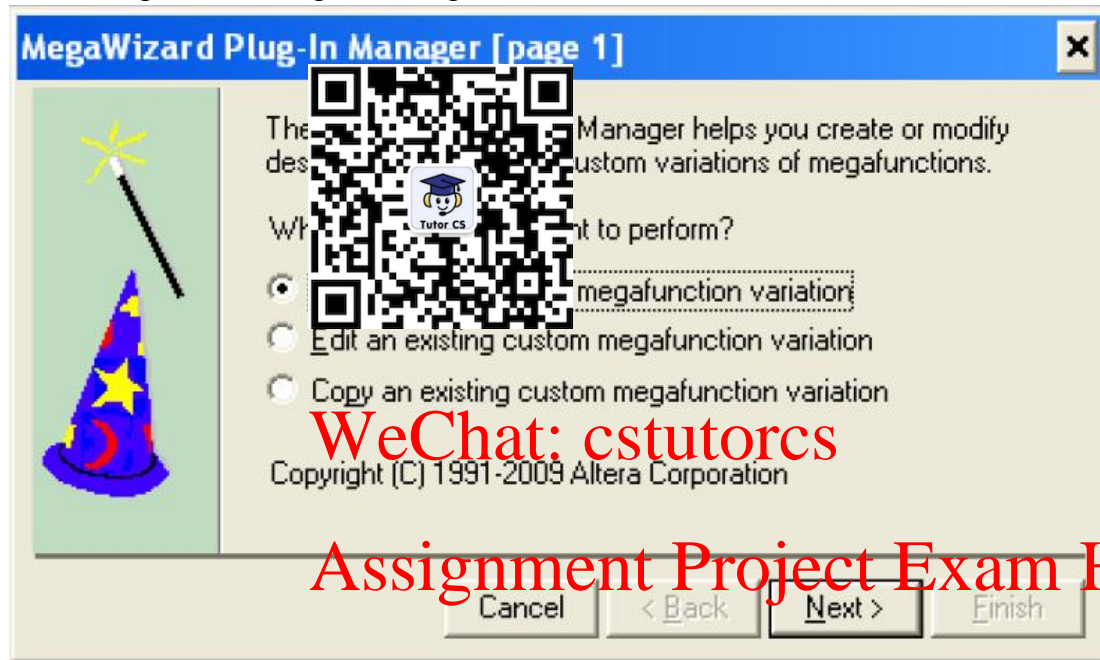 MegaWizard Plug-In Manager [page 1]
The Manager helps you create or modify
des ustom variations of megafunctions.
Tutor CS
Wh nt to perform?
megafunction variation
Edit an existing custom megafunction variation
Copy an existing custom megafunction variation
WeChat: cstutorcs
Copyright (C) 1991-2009 Altera Corporation
Assignment Project Exam H
Cancel < Back Next > Finish